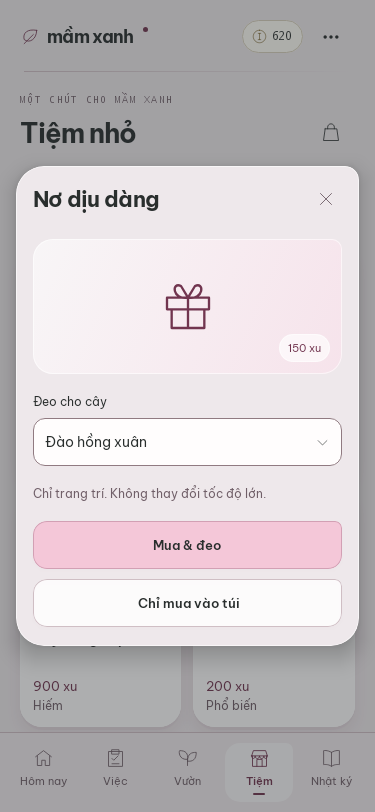 mầm xanh
620
MỘT CHÚT CHO MẦM XANH
Tiệm nhỏ
Nơ dịu dàng
150 xu
Đeo cho cây
Đào hồng xuân
Chỉ trang trí. Không thay đổi tốc độ lớn.
Mua & đeo
Chỉ mua vào túi
900 xu
200 xu
Hiếm
Phổ biến
Hôm nay
Việc
Vườn
Tiệm
Nhật ký